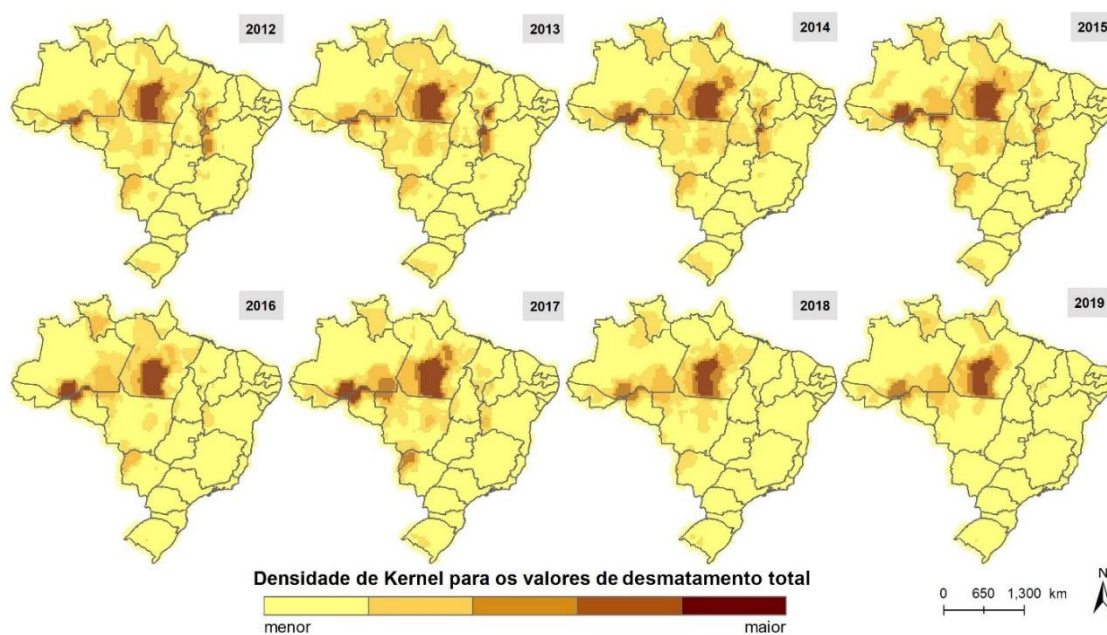 2012
2013
2014
2015
2016
2017
2018
2019
Densidade de Kernel para os valores de desmatamento total
menor
maior
0 650 1,300 km
N